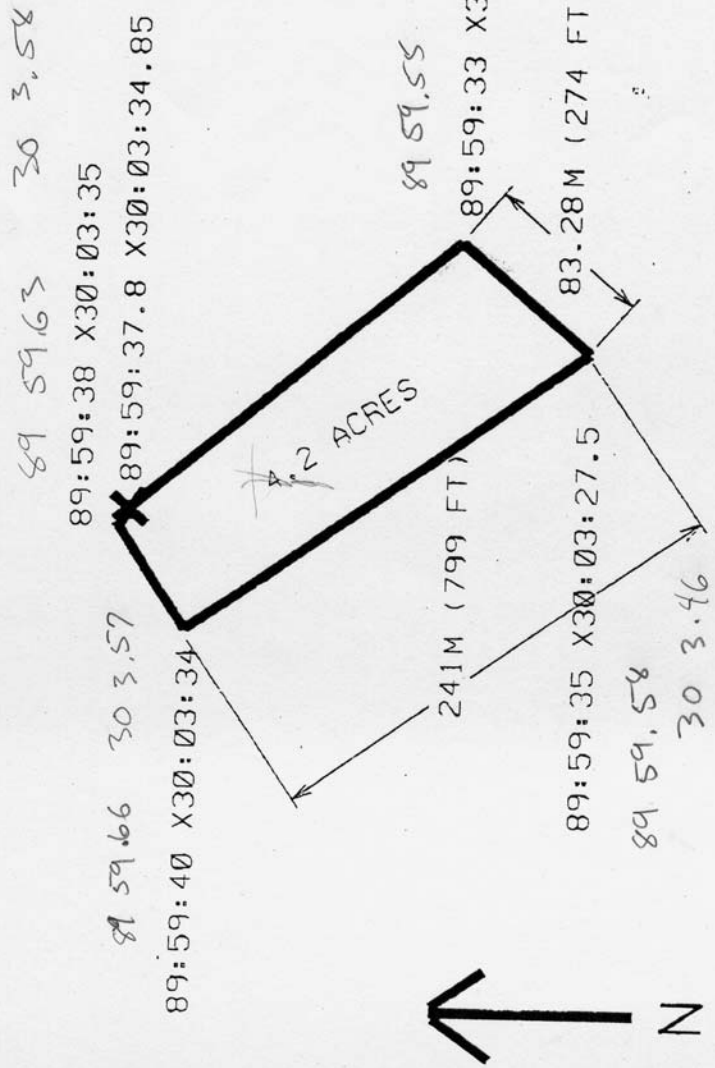 89 59.63 30 3.58
89:59:38 X30:03:35
89:59:37.8 X30:03:34.85
89 59.66 30 3.57
89:59:40 X30:03:34
89 59.55
89:59:33 X3
4.2 ACRES
83.28M (274 FT
241M (799 FT)
89:59:35 X30:03:27.5
89 59.58
30 3.46
N